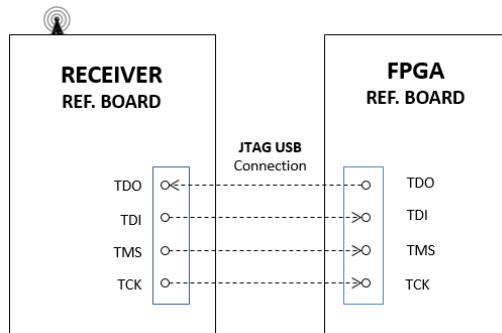 RECEIVER
REF. BOARD
FPGA
REF. BOARD
JTAG USB
Connection
TDO
TDO
TDI
TDI
TMS
TMS
TCK
TCK